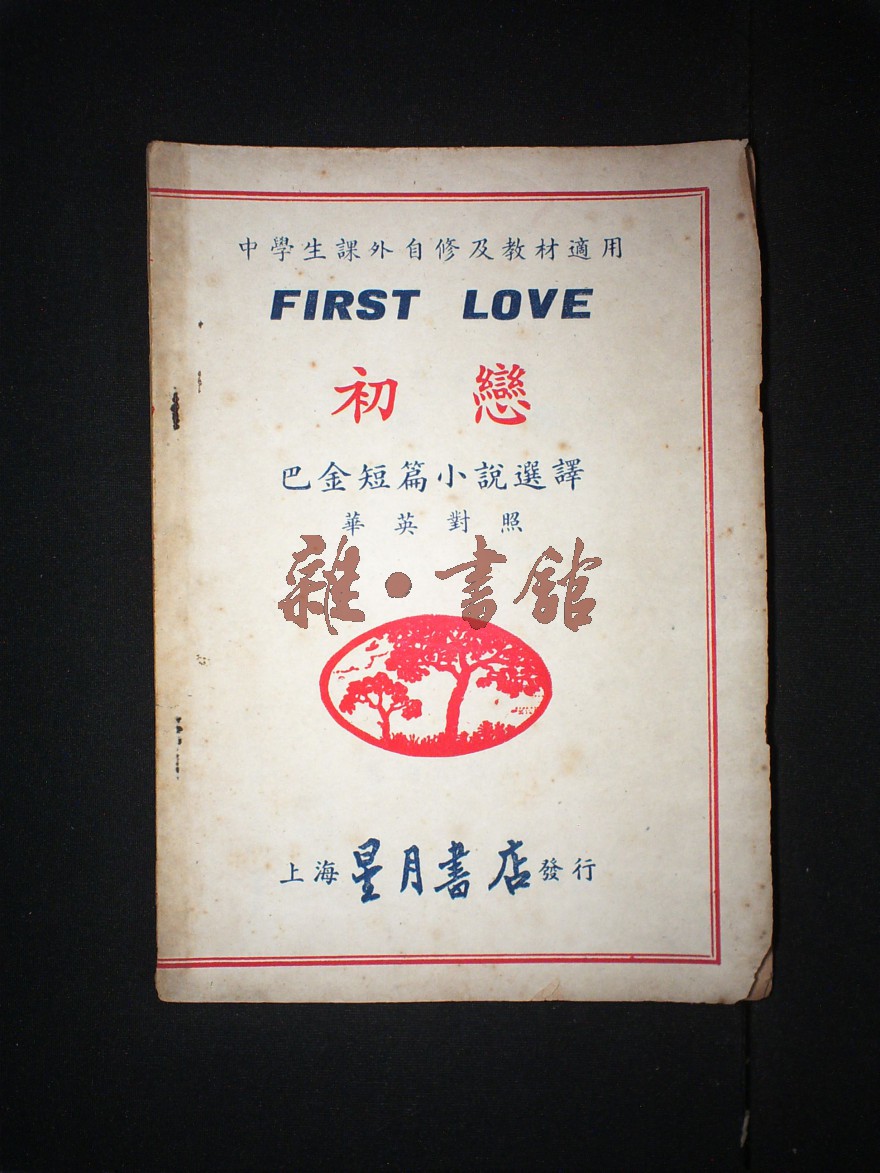 中學生課外自修及教材適用
FIRST LOVE
初戀
巴金短篇小說選譯
華英對照
雜·書館
上海星月書店發行